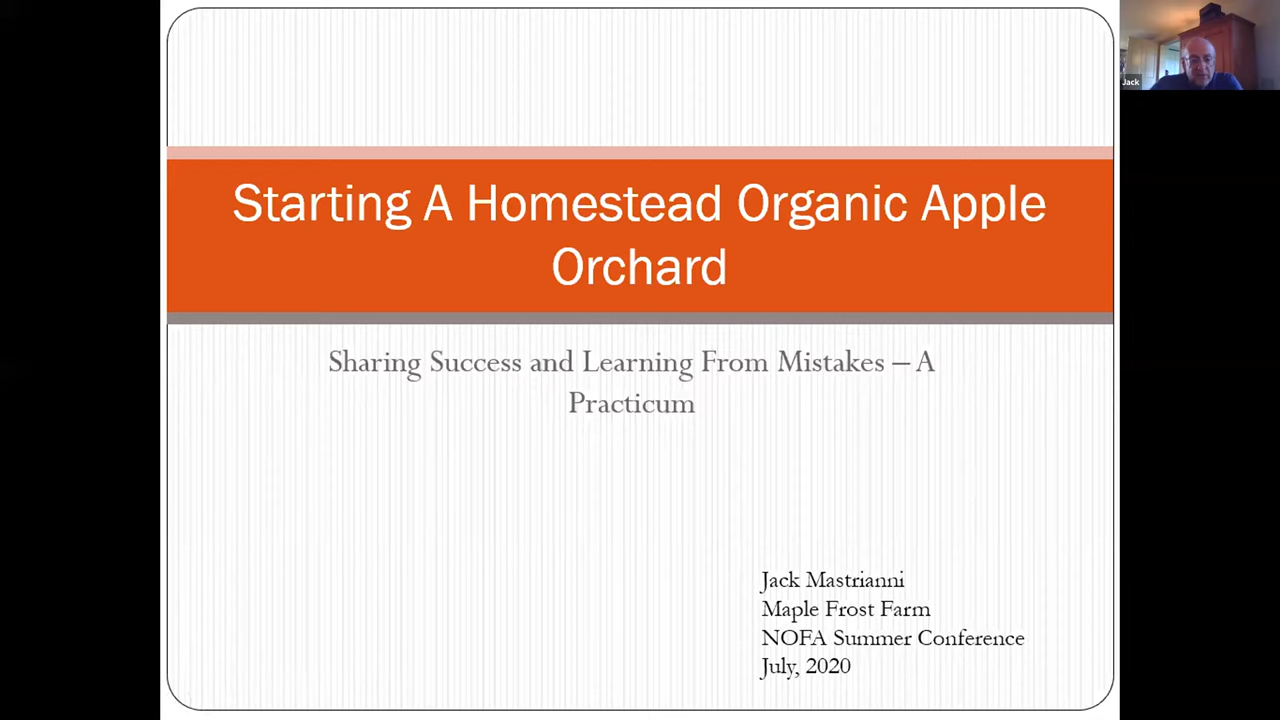 Starting A Homestead Organic Apple
Orchard
Sharing Success and Learning From Mistakes – A
Practicum
Jack Mastrianni
Maple Frost Farm
NOFA Summer Conference
July, 2020
Jack